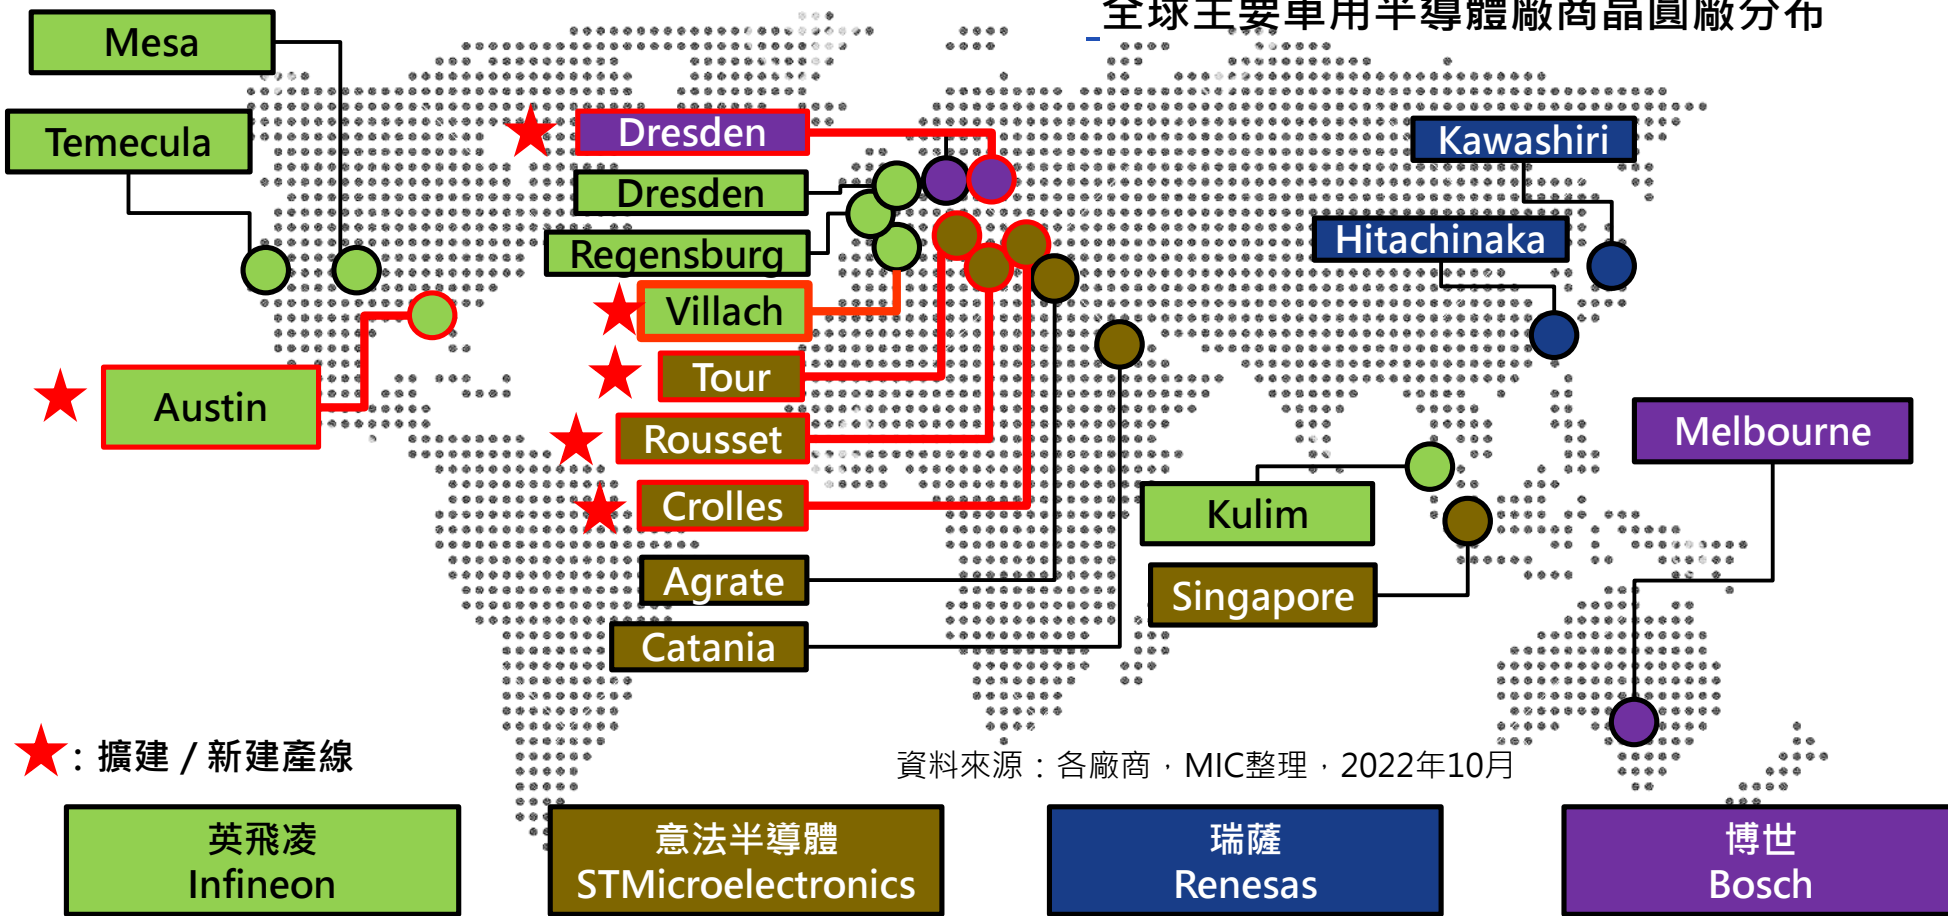 全球主要車用半導體廠商晶圓廠分布
Mesa
Temecula
Austin
Dresden
Dresden
Regensburg
Villach
Tour
Rousset
Crolles
Agrate
Catania
Kawashiri
Hitachinaka
Melbourne
Kulim
Singapore
：擴建 / 新建產線
資料來源：各廠商，MIC整理，2022年10月
英飛凌
Infineon
意法半導體
STMicroelectronics
瑞薩
Renesas
博世
Bosch